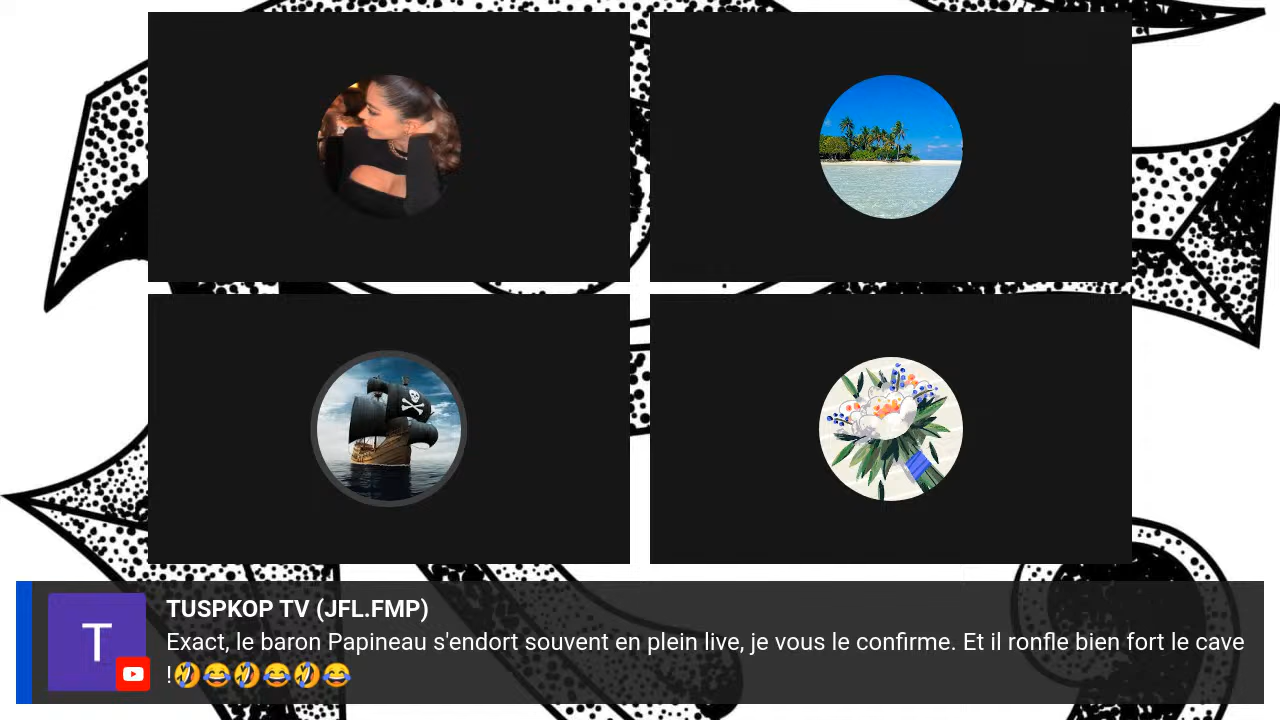 TUSPKOP TV (JFL.FMP)
T
Exact, le baron Papineau s'endort souvent en plein live, je vous le confirme. Et il ronfle bien fort le cave
!🤣😂🤣😂🤣😂